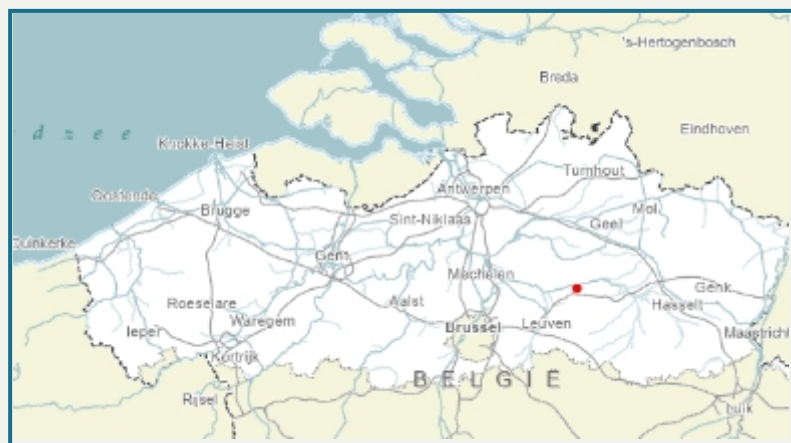 's-Hertogenbosch
Breda
Eindhoven
dzee
Knokke-Heist
Turnhout
Oostende
Antwerpen
Mol
Brugge
Sint-Niklaas
Geel
Duinkerke
Gent
Mechelen
Genk
Roeselare
Aalst
Hasselt
Ieper
Waregem
Brussel
Leuven
Maastricht
Kortrijk
BELGIË
Rijsel
Luik